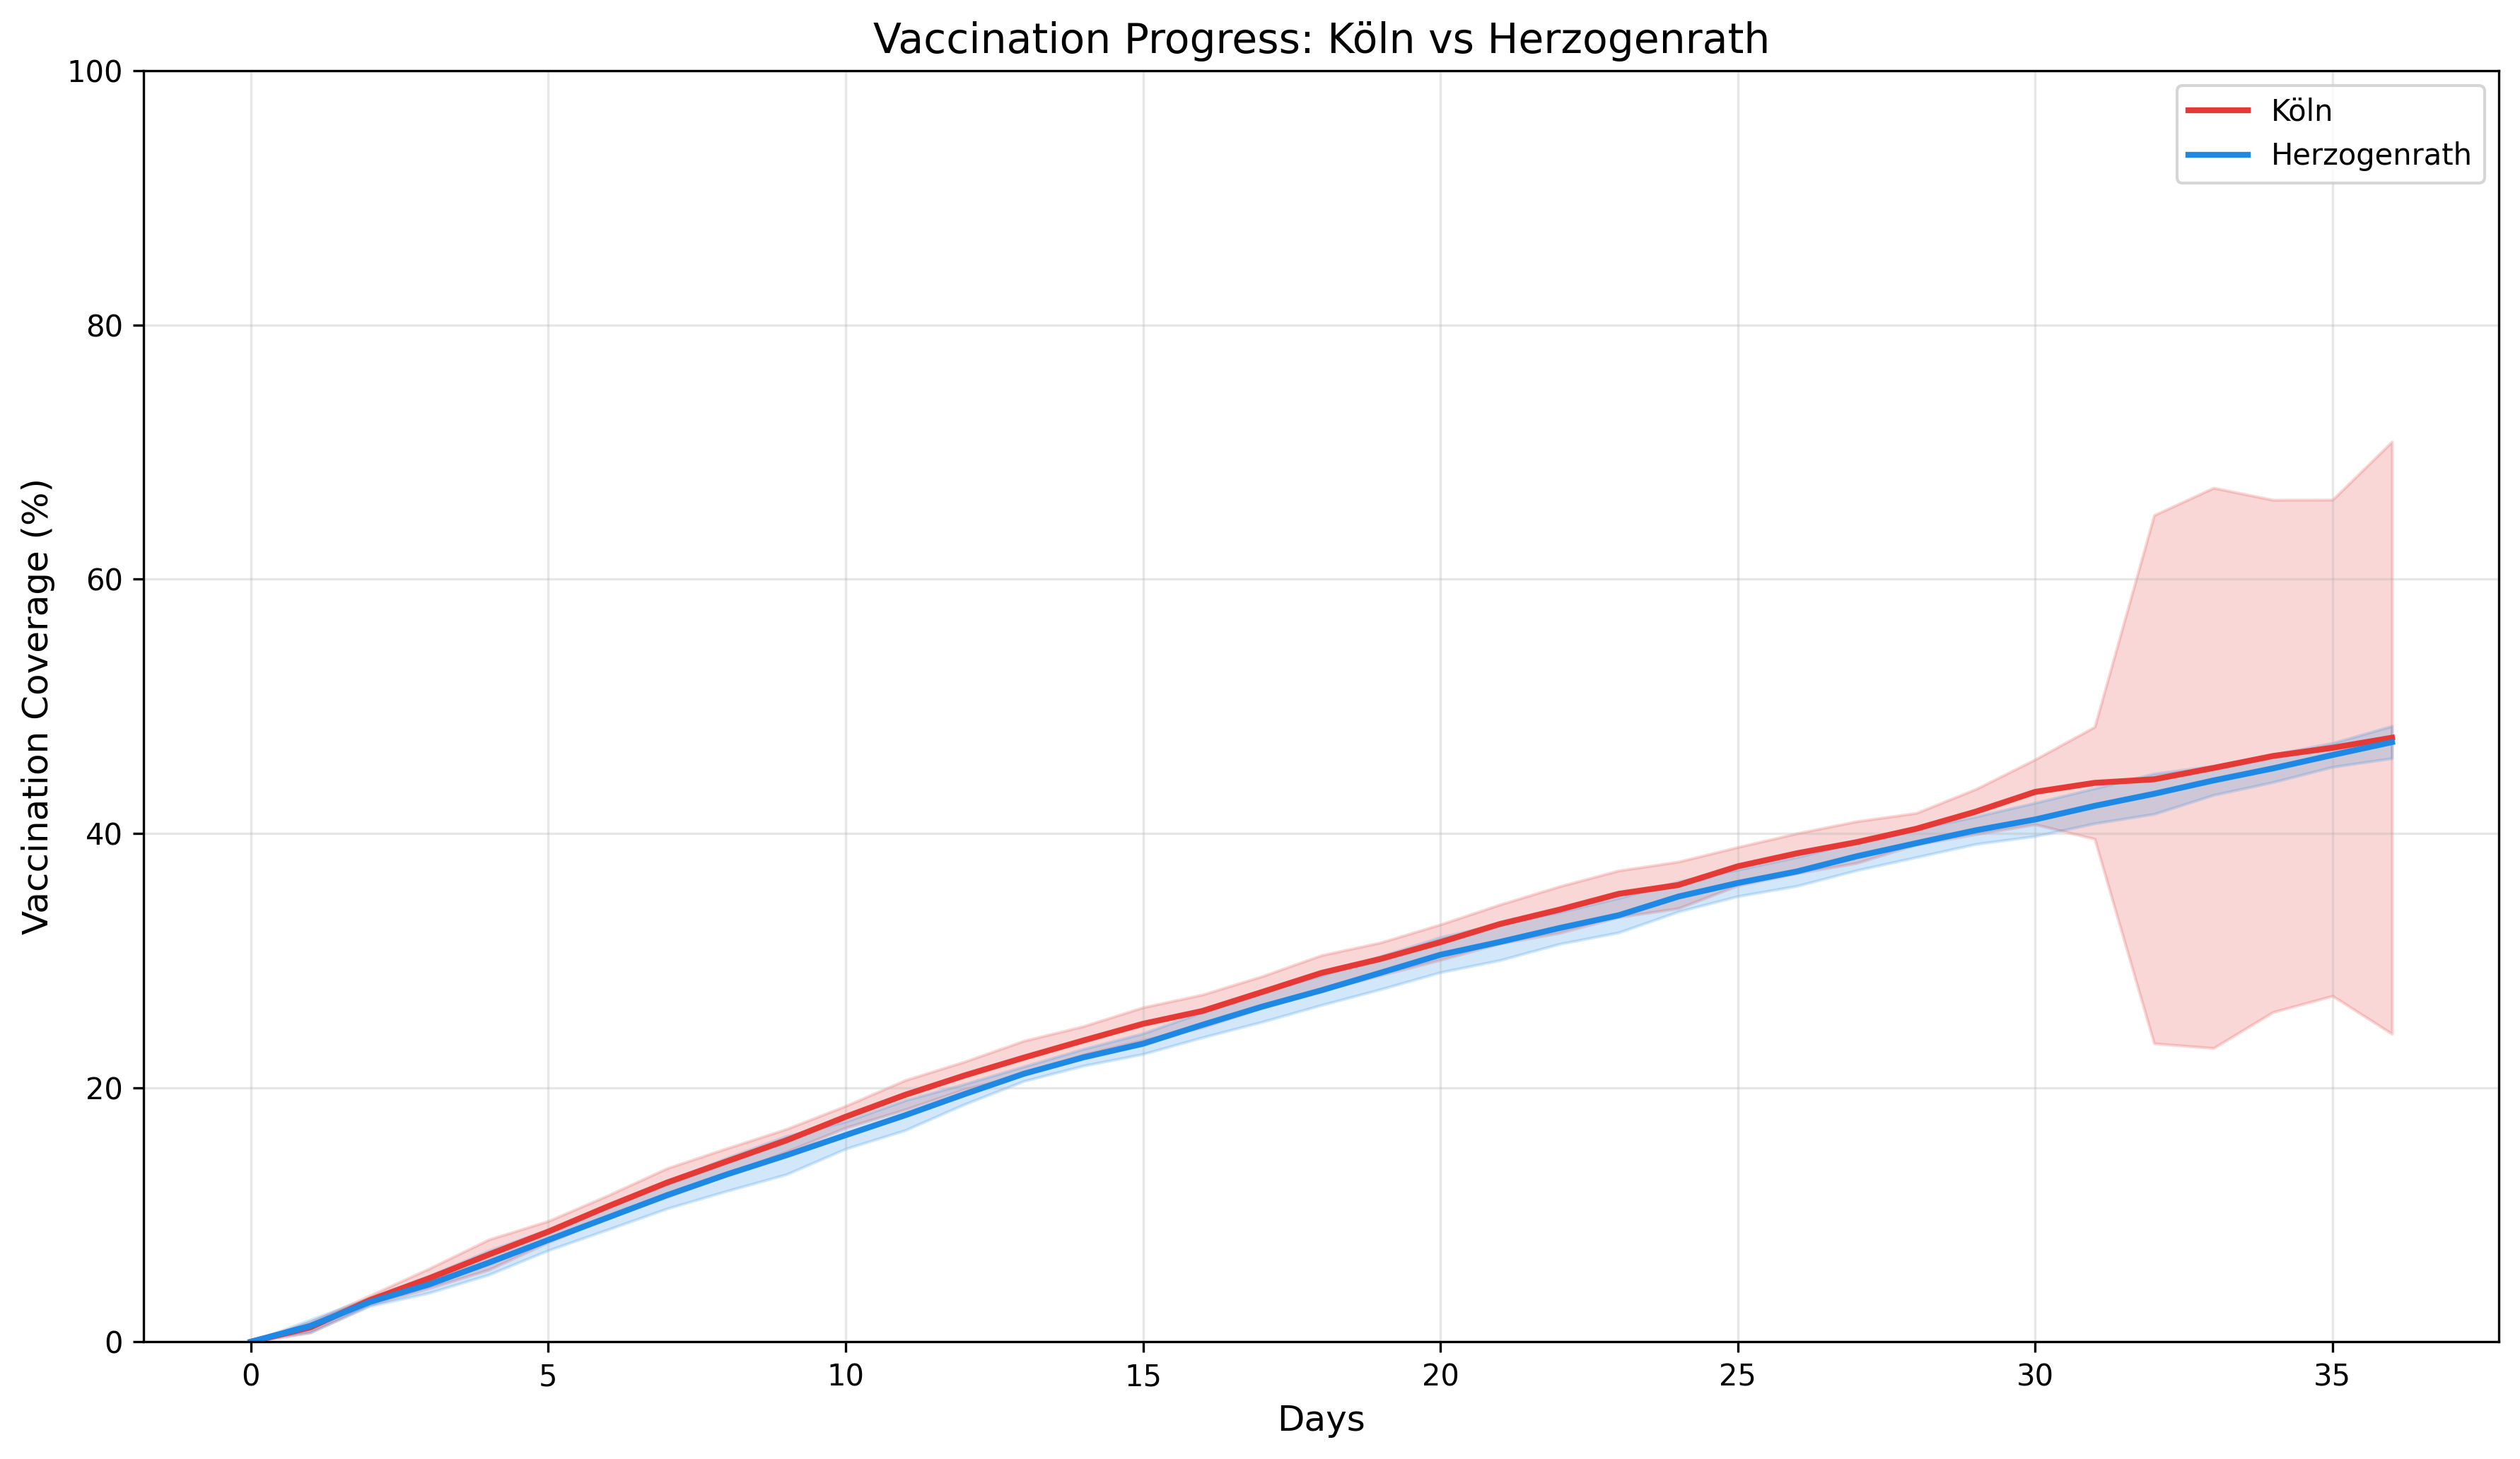 Vaccination Progress: Köln vs Herzogenrath
Köln
Herzogenrath
Vaccination Coverage (%)
100
80
60
40
20
0
0 5 10 15 20 25 30 35
Days